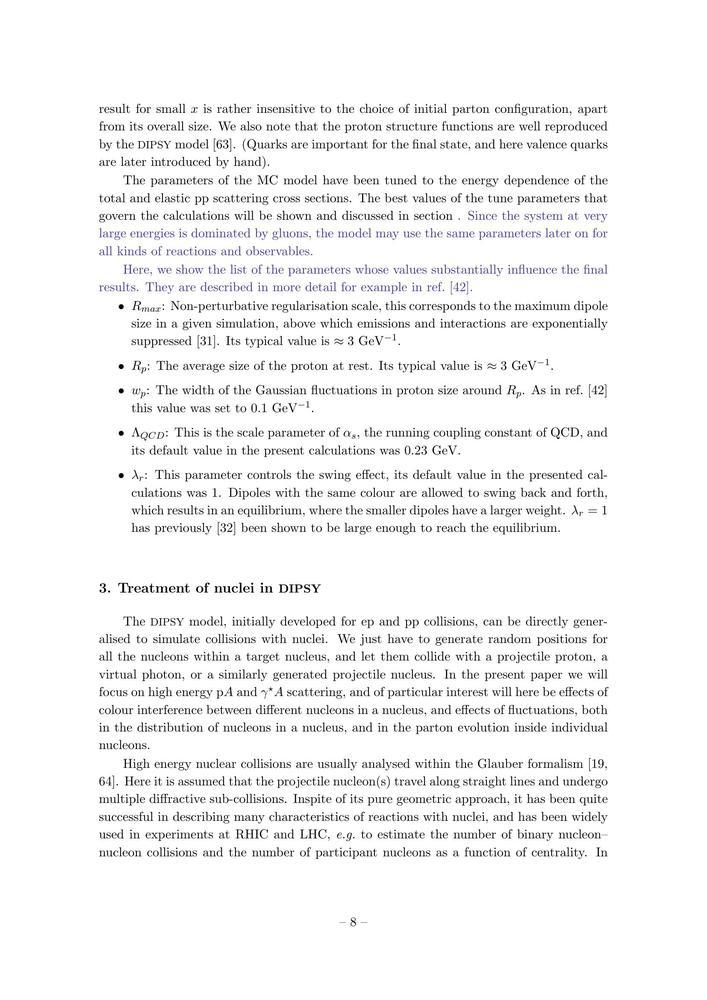 result for small x is rather insensitive to the choice of initial parton configuration, apart
from its overall size. We also note that the proton structure functions are well reproduced
by the DIPSY model [63]. (Quarks are important for the final state, and here valence quarks
are later introduced by hand).
The parameters of the MC model have been tuned to the energy dependence of the
total and elastic pp scattering cross sections. The best values of the tune parameters that
govern the calculations will be shown and discussed in section . Since the system at very
large energies is dominated by gluons, the model may use the same parameters later on for
all kinds of reactions and observables.
Here, we show the list of the parameters whose values substantially influence the final
results. They are described in more detail for example in ref. [42].
• R_{max}: Non-perturbative regularisation scale, this corresponds to the maximum dipole
size in a given simulation, above which emissions and interactions are exponentially
suppressed [31]. Its typical value is ≈ 3 GeV⁻¹.
• R_p: The average size of the proton at rest. Its typical value is ≈ 3 GeV⁻¹.
• w_p: The width of the Gaussian fluctuations in proton size around R_p. As in ref. [42]
this value was set to 0.1 GeV⁻¹.
• Λ_{QCD}: This is the scale parameter of α_s, the running coupling constant of QCD, and
its default value in the present calculations was 0.23 GeV.
• λ_r: This parameter controls the swing effect, its default value in the presented cal-
culations was 1. Dipoles with the same colour are allowed to swing back and forth,
which results in an equilibrium, where the smaller dipoles have a larger weight. λ_r = 1
has previously [32] been shown to be large enough to reach the equilibrium.
3. Treatment of nuclei in DIPSY
The DIPSY model, initially developed for ep and pp collisions, can be directly gener-
alised to simulate collisions with nuclei. We just have to generate random positions for
all the nucleons within a target nucleus, and let them collide with a projectile proton, a
virtual photon, or a similarly generated projectile nucleus. In the present paper we will
focus on high energy pA and γ*A scattering, and of particular interest will here be effects of
colour interference between different nucleons in a nucleus, and effects of fluctuations, both
in the distribution of nucleons in a nucleus, and in the parton evolution inside individual
nucleons.
High energy nuclear collisions are usually analysed within the Glauber formalism [19,
64]. Here it is assumed that the projectile nucleon(s) travel along straight lines and undergo
multiple diffractive sub-collisions. Inspite of its pure geometric approach, it has been quite
successful in describing many characteristics of reactions with nuclei, and has been widely
used in experiments at RHIC and LHC, e.g. to estimate the number of binary nucleon–
nucleon collisions and the number of participant nucleons as a function of centrality. In
– 8 –